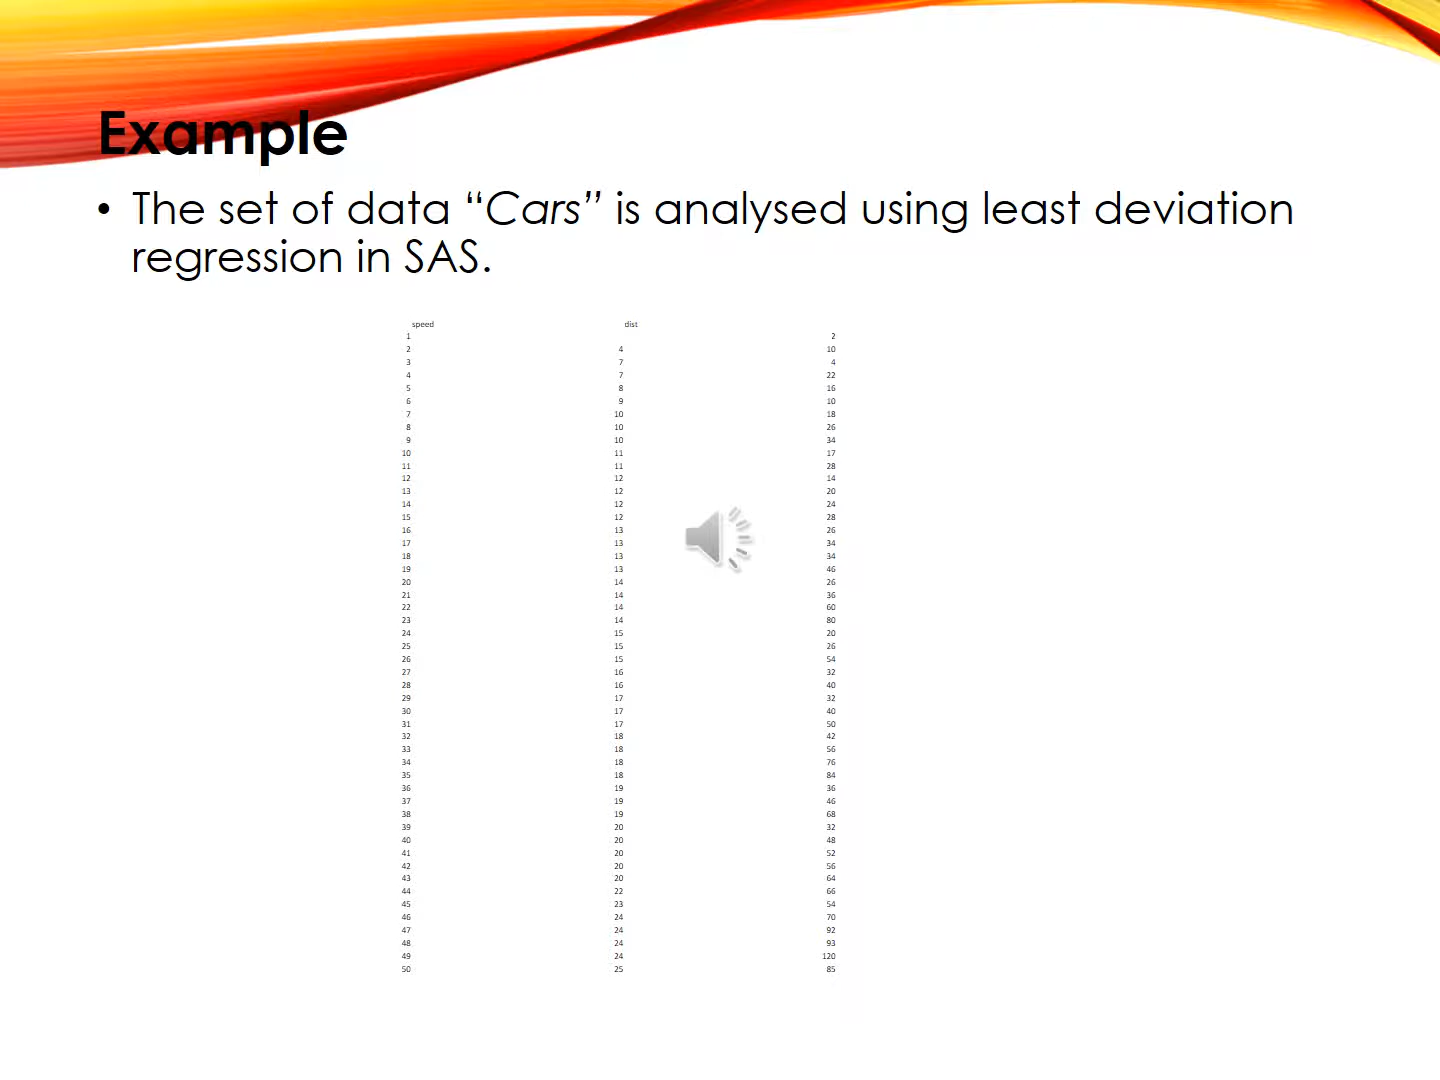 Example
• The set of data “Cars” is analysed using least deviation
regression in SAS.
speed dist
1 2
2 4 10
3 7 4
4 7 22
5 8 16
6 9 10
7 10 18
8 10 26
9 10 34
10 11 17
11 11 28
12 12 14
13 12 20
14 12 24
15 12 28
16 13 26
17 13 34
18 13 34
19 13 46
20 14 26
21 14 36
22 14 60
23 14 80
24 15 20
25 15 26
26 15 54
27 16 32
28 16 40
29 17 32
30 17 40
31 17 50
32 18 42
33 18 56
34 18 76
35 18 84
36 19 36
37 19 46
38 19 68
39 20 32
40 20 48
41 20 52
42 20 56
43 20 64
44 22 66
45 23 54
46 24 70
47 24 92
48 24 93
49 24 120
50 25 85